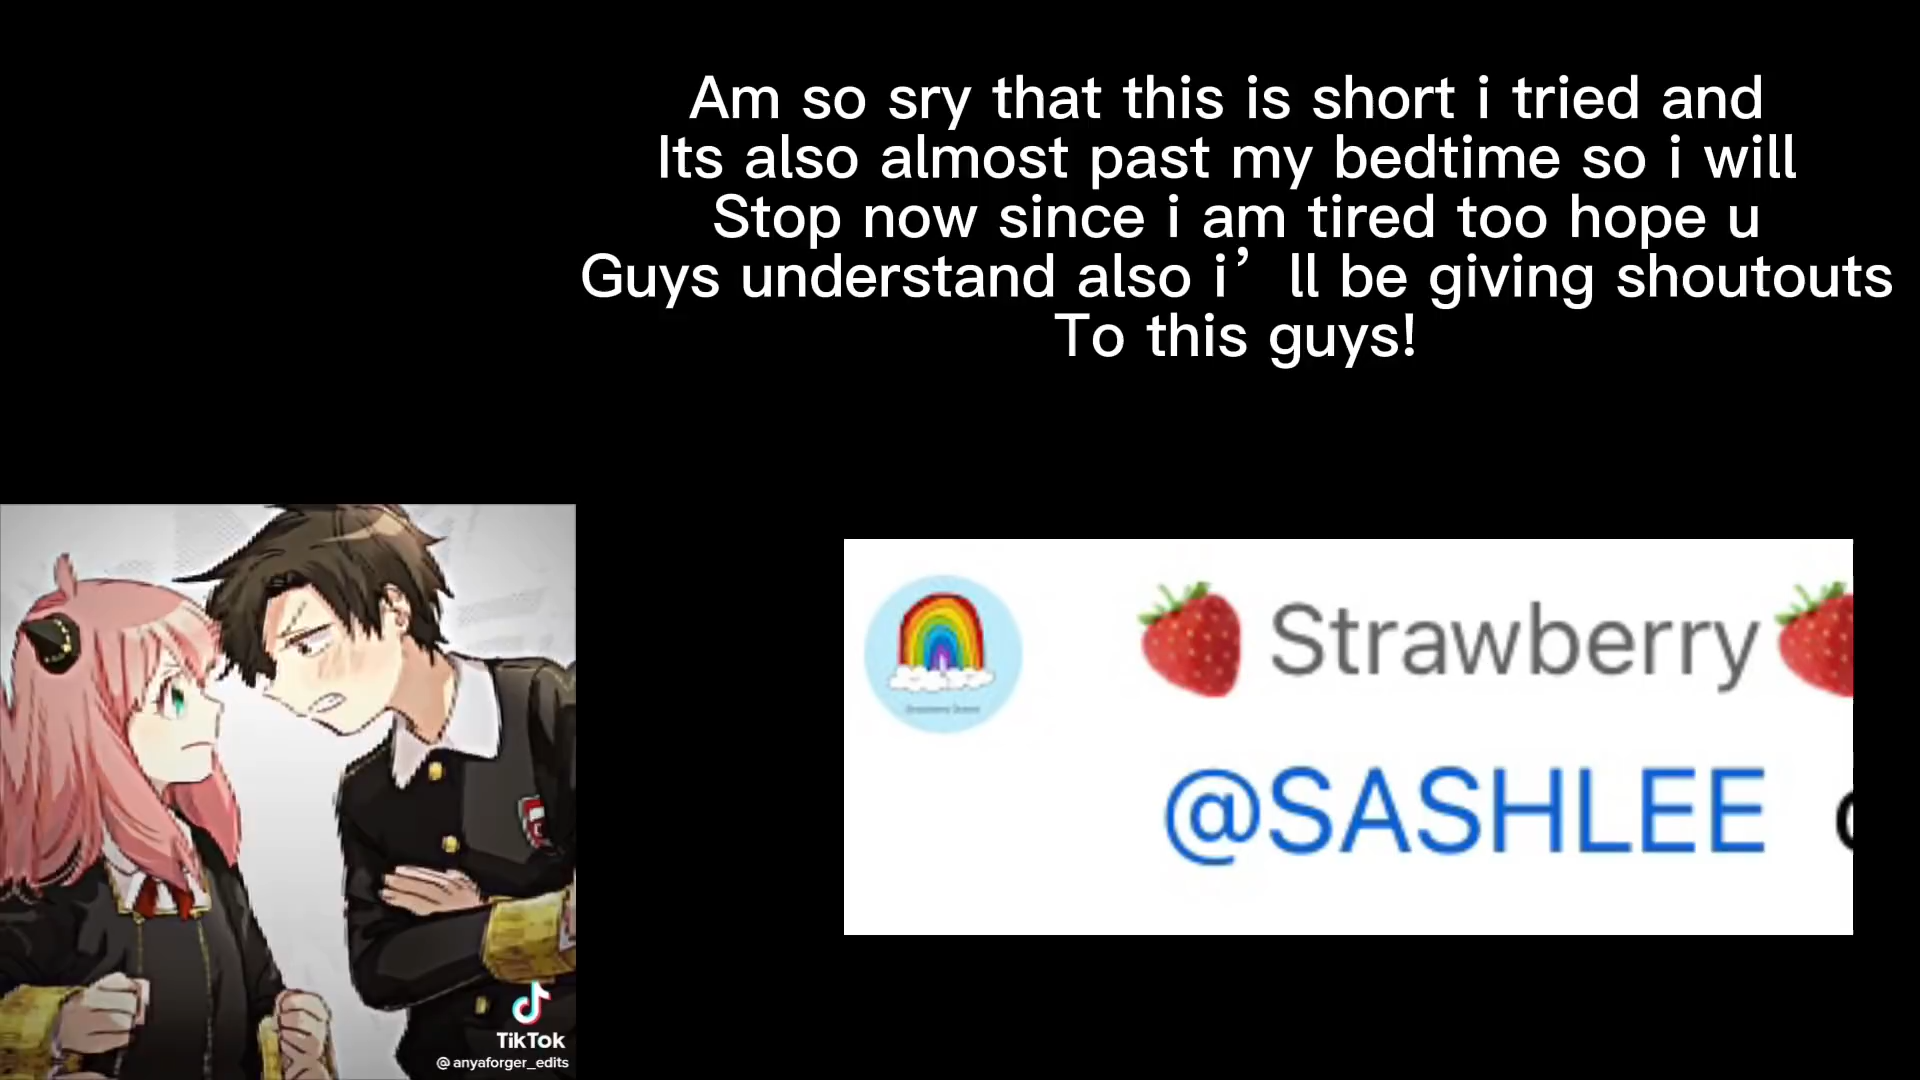 Am so sry that this is short i tried and
Its also almost past my bedtime so i will
Stop now since i am tired too hope u
Guys understand also i’ll be giving shoutouts
To this guys!
🍓 Strawberry 🍓
@SASHLEE
TikTok
@anyaforger_edits